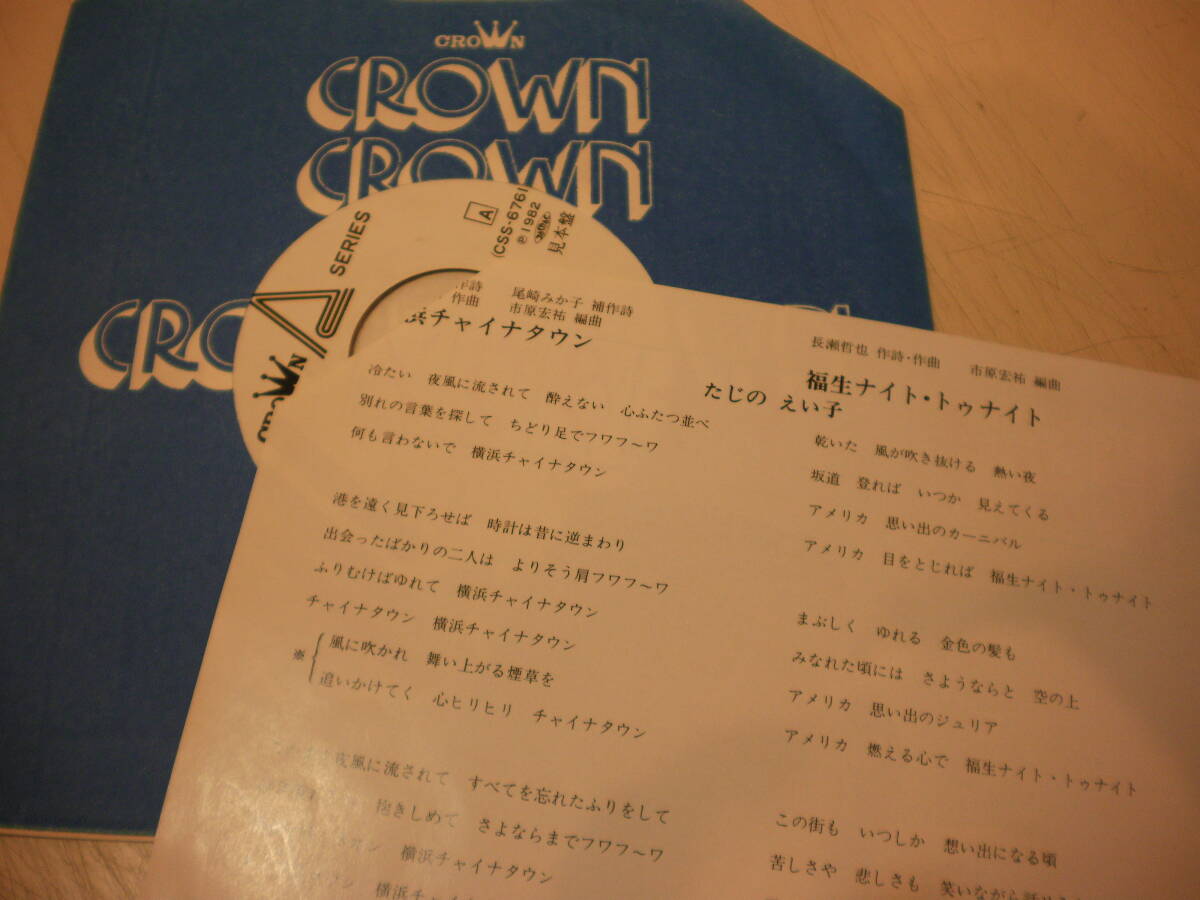 CROWN
CROWN
CROWN
CROWN
SERIES
A
(CSS-6761
℗1982
見本盤
CROWN
作詩 尾崎みか子 補作詩
作曲 市原宏祐 編曲
浜チャイナタウン
たじの えい子
冷たい 夜風に流されて 酔えない 心ふたつ並べ
別れの言葉を探して ちどり足でフワフ〜ワ
何も言わないで 横浜チャイナタウン
港を遠く見下ろせば 時計は昔に逆まわり
出会ったばかりの二人は よりそう肩フワフ〜ワ
ふりむけばゆれて 横浜チャイナタウン
チャイナタウン 横浜チャイナタウン
※ 風に吹かれ 舞い上がる煙草を
追いかけてく 心ヒリヒリ チャイナタウン
夜風に流されて すべてを忘れたふりをして
抱きしめて さよならまでフワフ〜ワ
横浜チャイナタウン
横浜チャ
長瀬哲也 作詩・作曲 市原宏祐 編曲
福生ナイト・トゥナイト
乾いた 風が吹き抜ける 熱い夜
坂道 登れば いつか 見えてくる
アメリカ 思い出のカーニバル
アメリカ 目をとじれば 福生ナイト・トゥナイト
まぶしく ゆれる 金色の髪も
みなれた頃には さようならと 空の上
アメリカ 思い出のジュリア
アメリカ 燃える心で 福生ナイト・トゥナイト
この街も いつしか 想い出になる頃
苦しさや 悲しさも 笑いながら